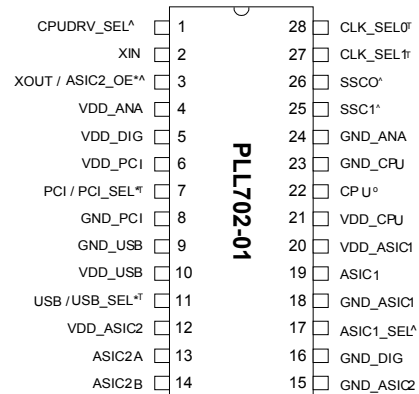 CPUDRV_SEL^ 1 28 CLK_SEL0ᵀ
XIN 2 27 CLK_SEL1ᵀ
XOUT / ASIC2_OE*^ 3 26 SSC0^
VDD_ANA 4 25 SSC1^
VDD_DIG 5 24 GND_ANA
VDD_PCI 6 23 GND_CPU
PCI / PCI_SEL*ᵀ 7 22 CPUº
GND_PCI 8 21 VDD_CPU
GND_USB 9 20 VDD_ASIC1
VDD_USB 10 19 ASIC1
USB / USB_SEL*ᵀ 11 18 GND_ASIC1
VDD_ASIC2 12 17 ASIC1_SEL^
ASIC2A 13 16 GND_DIG
ASIC2B 14 15 GND_ASIC2
PLL702-01